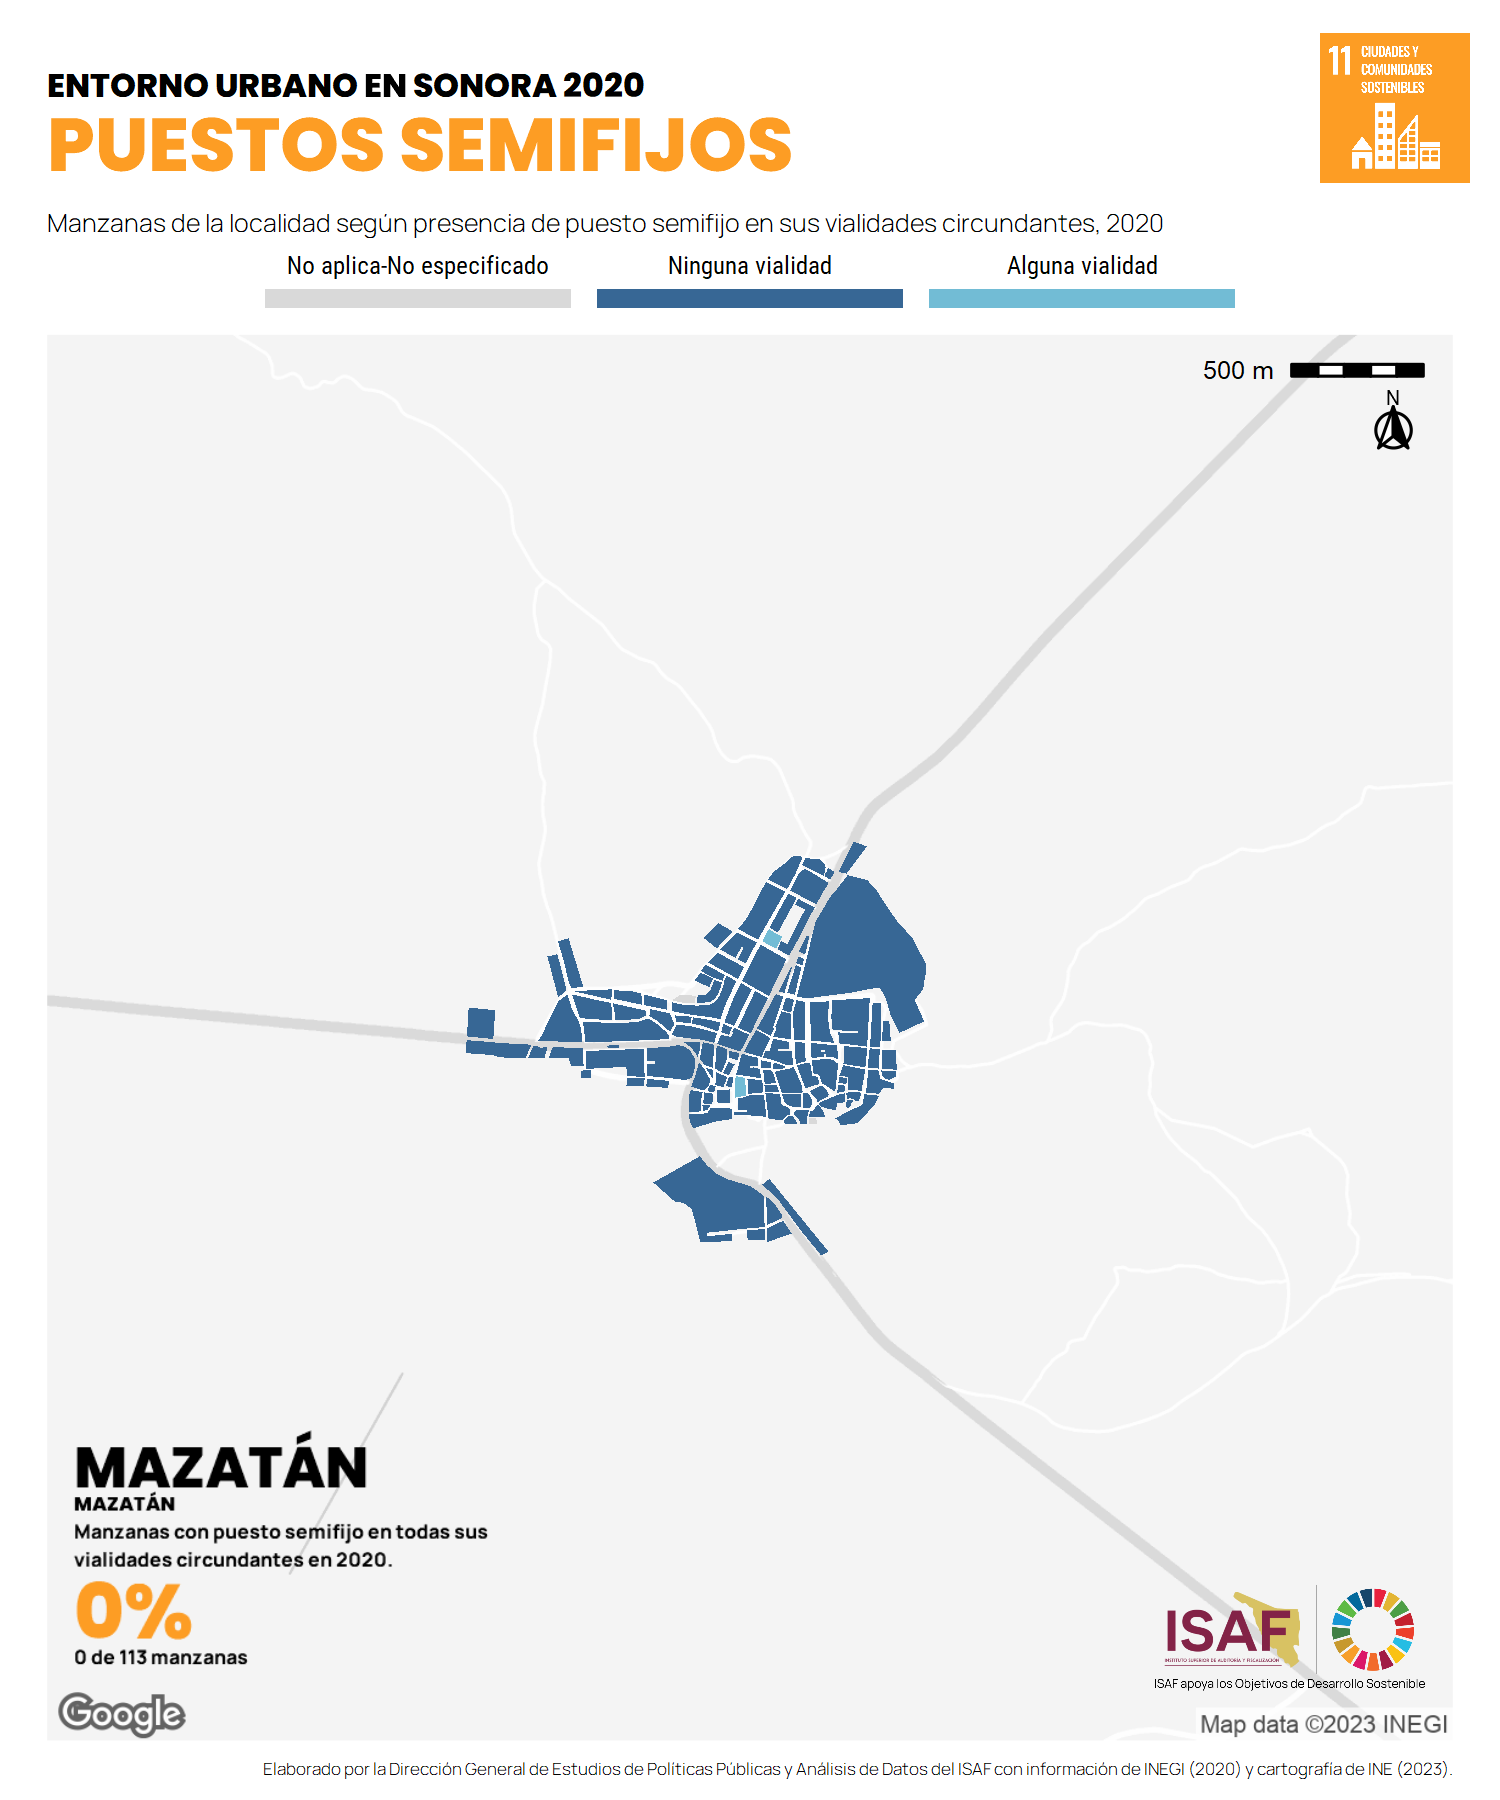 11
CIUDADES Y
COMUNIDADES
SOSTENIBLES
ENTORNO URBANO EN SONORA 2020
PUESTOS SEMIFIJOS
Manzanas de la localidad según presencia de puesto semifijo en sus vialidades circundantes, 2020
No aplica-No especificado
Ninguna vialidad
Alguna vialidad
500 m
N
MAZATÁN
MAZATÁN
Manzanas con puesto semifijo en todas sus
vialidades circundantes en 2020.
0%
0 de 113 manzanas
Google
ISAF
INSTITUTO SUPERIOR DE AUDITORÍA Y FISCALIZACIÓN
ISAF apoya los Objetivos de Desarrollo Sostenible
Map data ©2023 INEGI
Elaborado por la Dirección General de Estudios de Políticas Públicas y Análisis de Datos del ISAF con información de INEGI (2020) y cartografía de INE (2023).